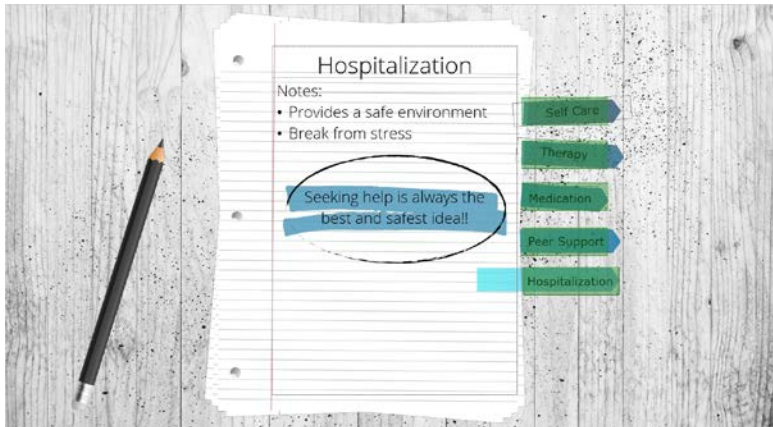 Hospitalization
Notes:
• Provides a safe environment
• Break from stress
Seeking help is always the
best and safest idea!!
Self Care
Therapy
Medication
Peer Support
Hospitalization